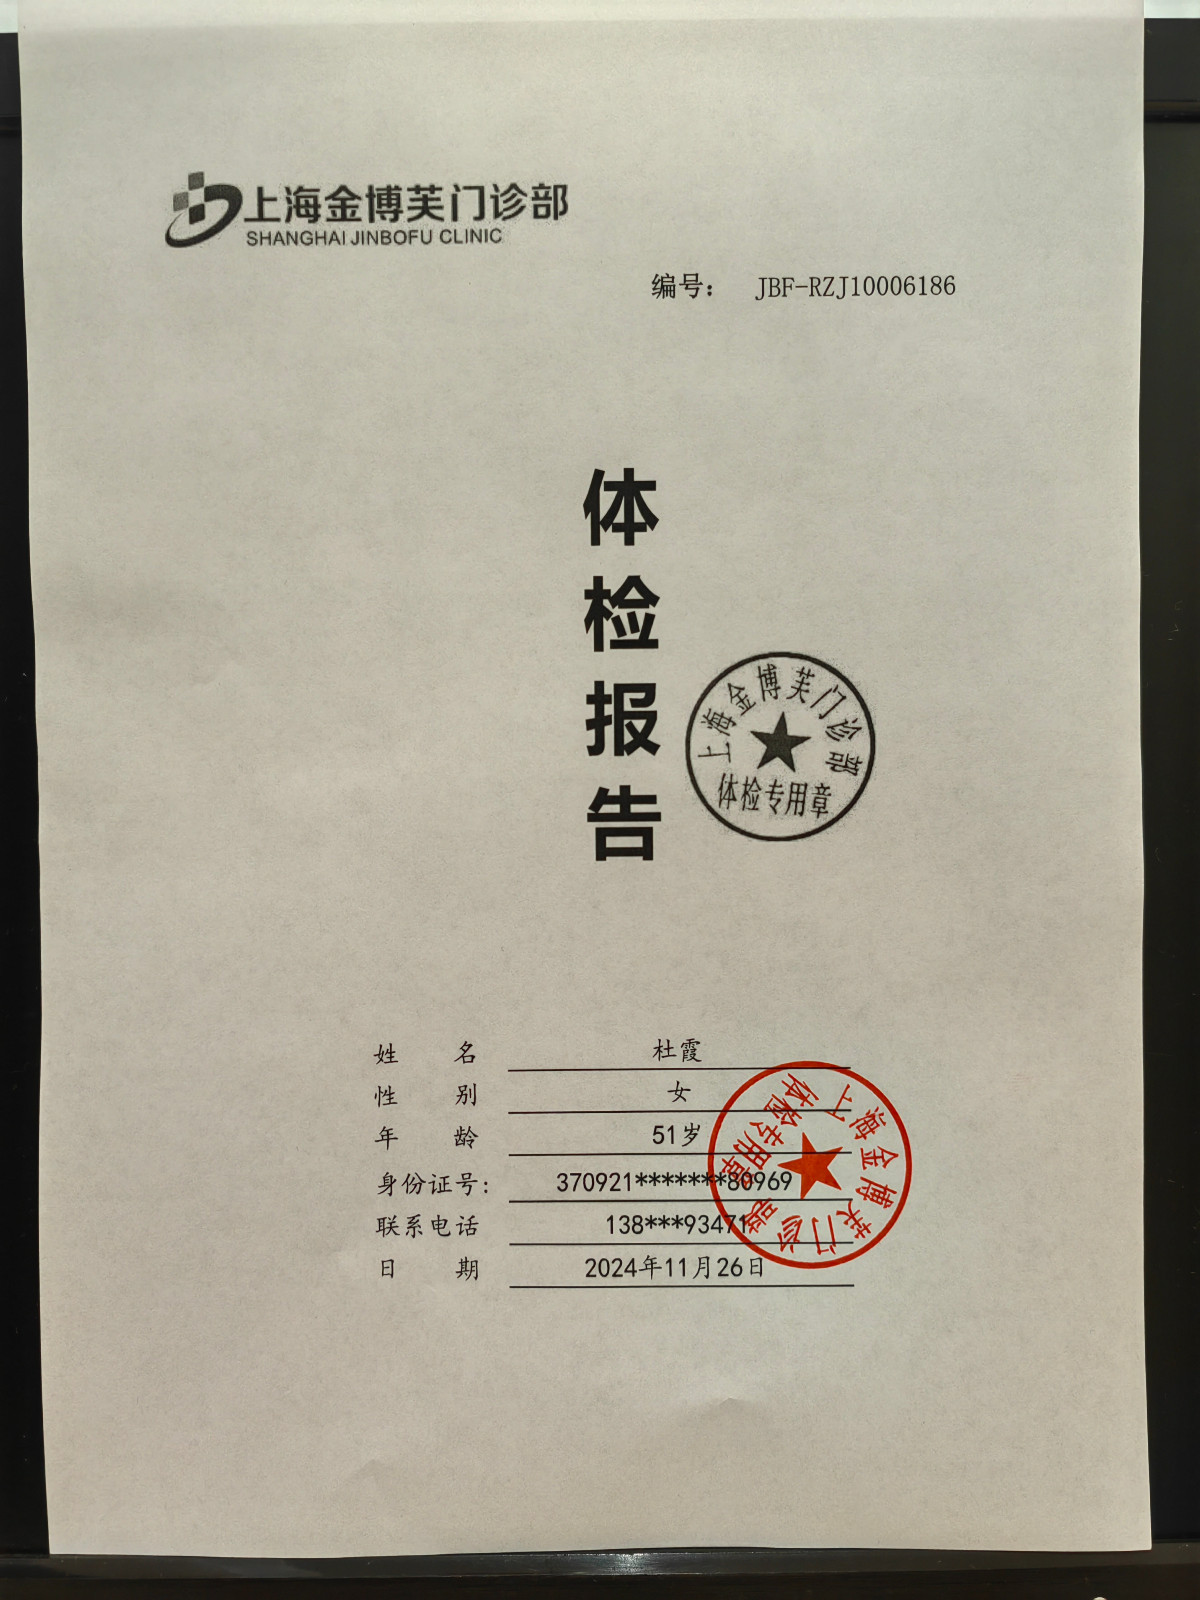 上海金博芙门诊部
SHANGHAI JINBOFU CLINIC
编号： JBF-RZJ10006186
体
检
报
告
上海金博芙门诊部
体检专用章
姓 名 杜霞
性 别 女
年 龄 51岁
身份证号: 370921*******80969
联系电话 138***93471
日 期 2024年11月26日
上海金博芙门诊部
体检专用章